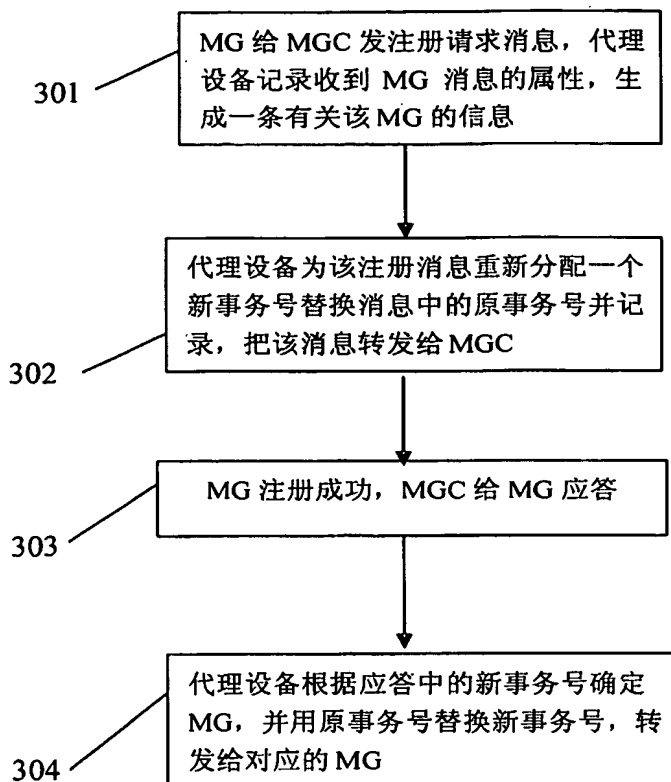 MG 给 MGC 发注册请求消息，代理
设备记录收到 MG 消息的属性，生
成一条有关该 MG 的信息
301
代理设备为该注册消息重新分配一个
新事务号替换消息中的原事务号并记
录，把该消息转发给 MGC
302
MG 注册成功，MGC 给 MG 应答
303
代理设备根据应答中的新事务号确定
MG，并用原事务号替换新事务号，转
发给对应的 MG
304